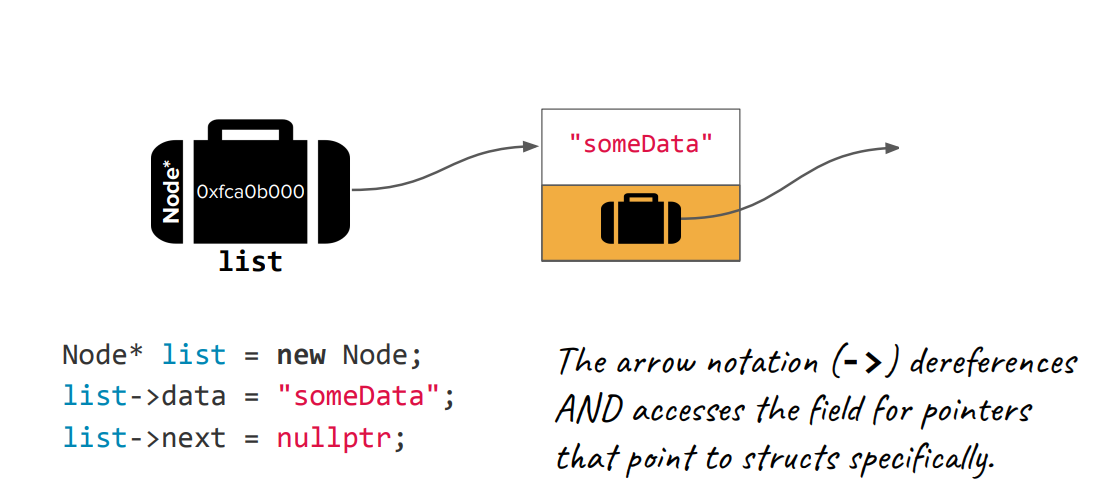 "someData"
Node*
0xfca0b000
list
Node* list = new Node;
list->data = "someData";
list->next = nullptr;
The arrow notation (->) dereferences
AND accesses the field for pointers
that point to structs specifically.